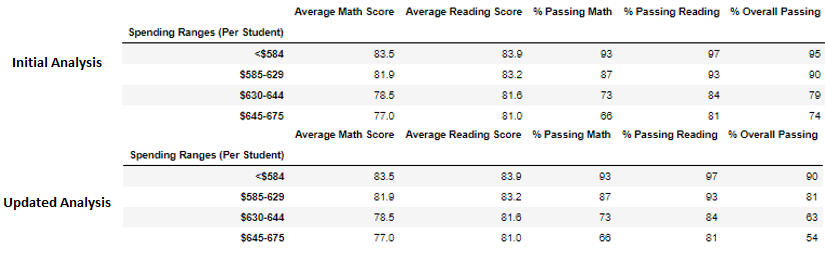 Average Math Score Average Reading Score % Passing Math % Passing Reading % Overall Passing
Spending Ranges (Per Student)
Initial Analysis
<$584 83.5 83.9 93 97 95
$585-629 81.9 83.2 87 93 90
$630-644 78.5 81.6 73 84 79
$645-675 77.0 81.0 66 81 74
Average Math Score Average Reading Score % Passing Math % Passing Reading % Overall Passing
Spending Ranges (Per Student)
Updated Analysis
<$584 83.5 83.9 93 97 90
$585-629 81.9 83.2 87 93 81
$630-644 78.5 81.6 73 84 63
$645-675 77.0 81.0 66 81 54